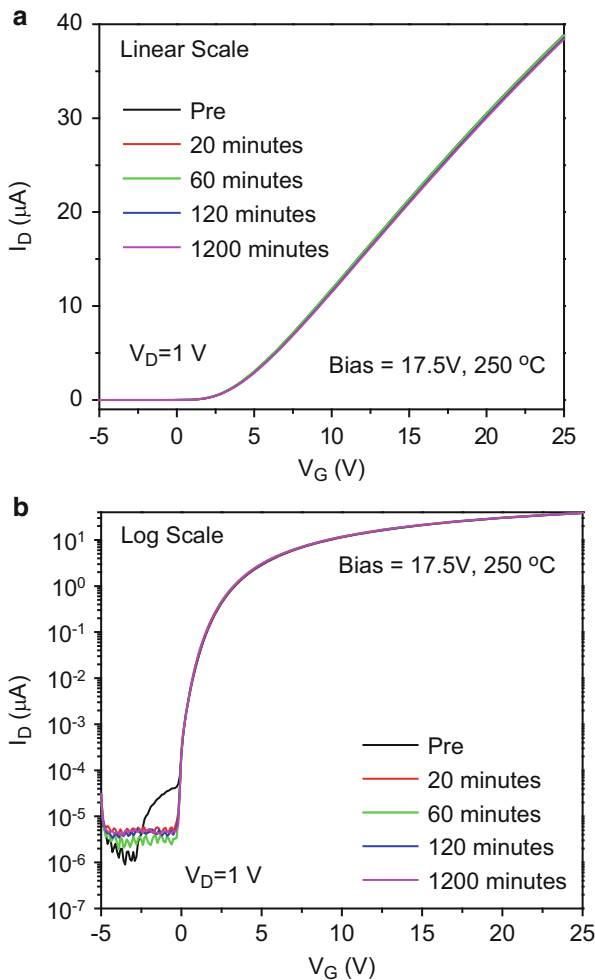 a
Linear Scale
Pre
20 minutes
60 minutes
120 minutes
1200 minutes
V_D=1 V
Bias = 17.5V, 250 °C
I_D (μA)
40
30
20
10
0
-5 0 5 10 15 20 25
V_G (V)
b
Log Scale
Bias = 17.5V, 250 °C
I_D (μA)
10^1
10^0
10^-1
10^-2
10^-3
10^-4
10^-5
10^-6
10^-7
Pre
20 minutes
60 minutes
120 minutes
1200 minutes
V_D=1 V
-5 0 5 10 15 20 25
V_G (V)